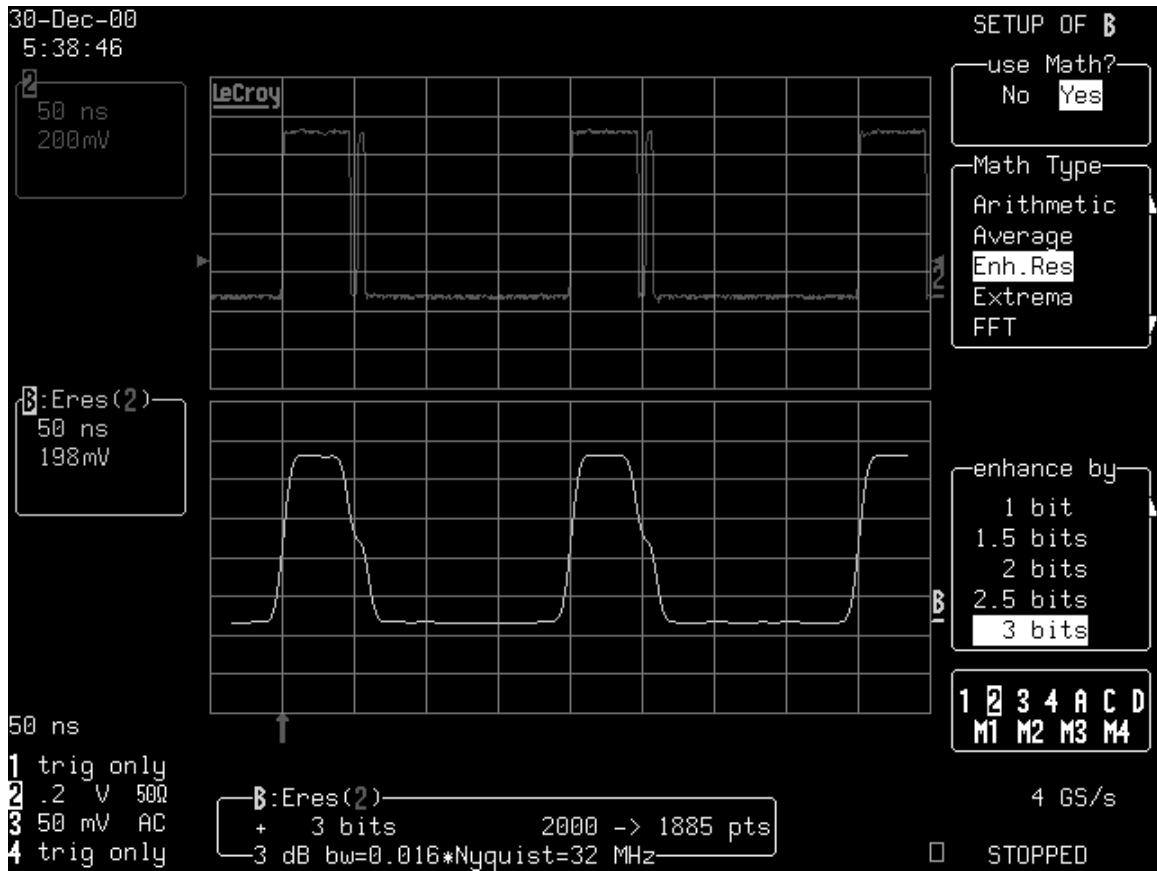 30-Dec-00
5:38:46
SETUP OF B
use Math?
No Yes
2
50 ns
200mV
LeCroy
Math Type
Arithmetic
Average
Enh.Res
Extrema
FFT
2
B:Eres(2)
50 ns
198mV
enhance by
1 bit
1.5 bits
2 bits
2.5 bits
3 bits
B
50 ns
1 2 3 4 A C D
M1 M2 M3 M4
1 trig only
2 .2 V 50Ω
3 50 mV AC
4 trig only
B:Eres(2)
+ 3 bits 2000 -> 1885 pts
3 dB bw=0.016*Nyquist=32 MHz
4 GS/s
STOPPED